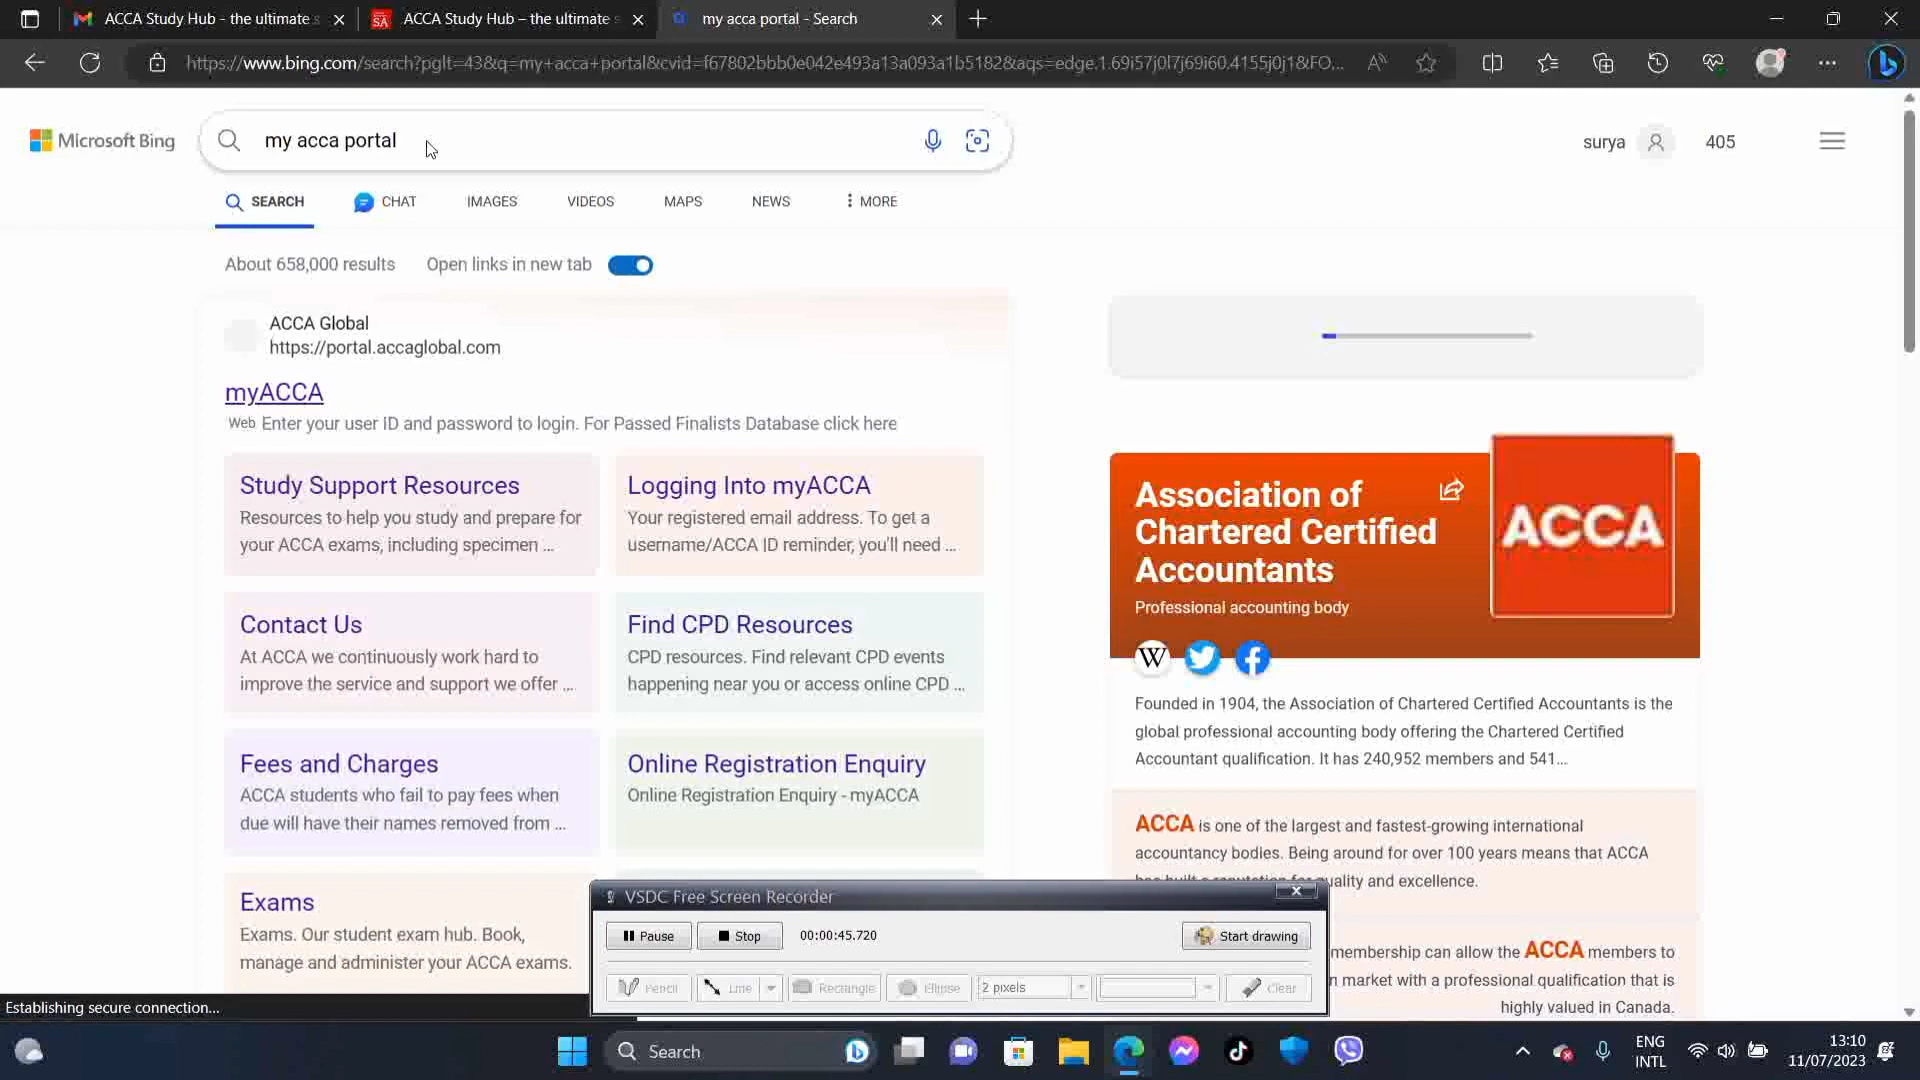 ACCA Study Hub - the ultimate s
ACCA Study Hub – the ultimate s
my acca portal - Search
https://www.bing.com/search?pglt=43&q=my+acca+portal&cvid=f67802bbb0e042e493a13a093a1b5182&aqs=edge.1.69i57j0l7j69i60.4155j0j1&FO...
Microsoft Bing
my acca portal
surya
405
SEARCH
CHAT
IMAGES
VIDEOS
MAPS
NEWS
MORE
About 658,000 results
Open links in new tab
ACCA Global
https://portal.accaglobal.com
myACCA
Web Enter your user ID and password to login. For Passed Finalists Database click here
Study Support Resources
Resources to help you study and prepare for
your ACCA exams, including specimen ...
Logging Into myACCA
Your registered email address. To get a
username/ACCA ID reminder, you'll need ...
Contact Us
At ACCA we continuously work hard to
improve the service and support we offer ...
Find CPD Resources
CPD resources. Find relevant CPD events
happening near you or access online CPD ...
Fees and Charges
ACCA students who fail to pay fees when
due will have their names removed from ...
Online Registration Enquiry
Online Registration Enquiry - myACCA
Exams
Exams. Our student exam hub. Book,
manage and administer your ACCA exams.
Association of
Chartered Certified
Accountants
Professional accounting body
ACCA
W
Founded in 1904, the Association of Chartered Certified Accountants is the
global professional accounting body offering the Chartered Certified
Accountant qualification. It has 240,952 members and 541...
ACCA is one of the largest and fastest-growing international
accountancy bodies. Being around for over 100 years means that ACCA
quality and excellence.
membership can allow the ACCA members to
market with a professional qualification that is
highly valued in Canada.
VSDC Free Screen Recorder
Pause
Stop
00:00:45.720
Start drawing
Pencil
Line
Rectangle
Ellipse
2 pixels
Clear
Establishing secure connection...
Search
ENG
INTL
13:10
11/07/2023